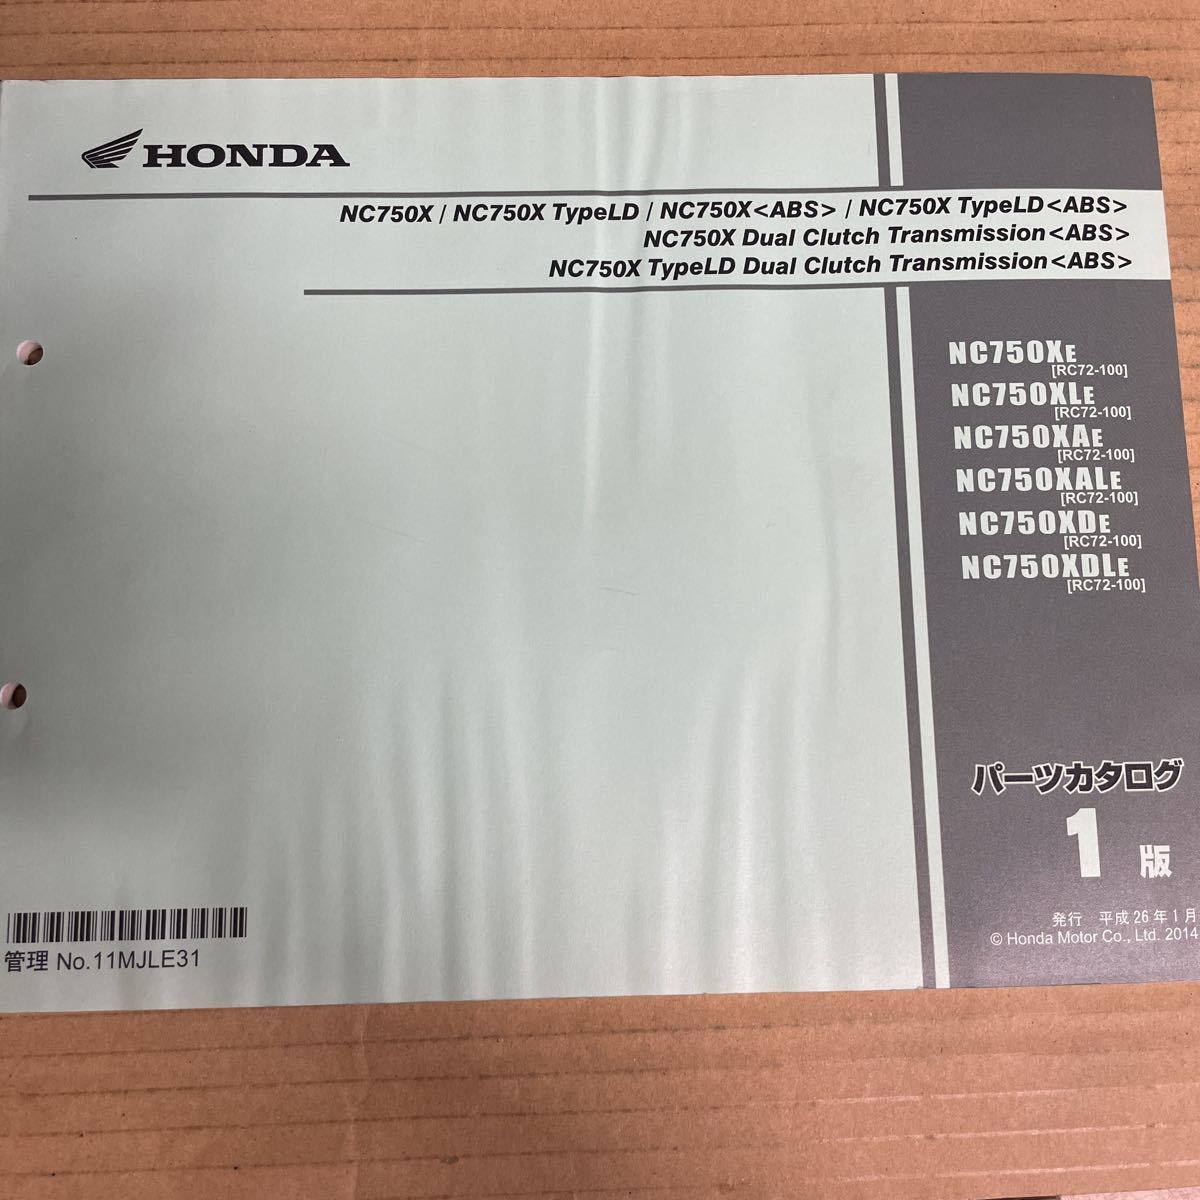 HONDA
NC750X / NC750X TypeLD / NC750X<ABS> / NC750X TypeLD<ABS>
NC750X Dual Clutch Transmission<ABS>
NC750X TypeLD Dual Clutch Transmission<ABS>
NC750XE
[RC72-100]
NC750XLE
[RC72-100]
NC750XAE
[RC72-100]
NC750XALE
[RC72-100]
NC750XDE
[RC72-100]
NC750XDLE
[RC72-100]
パーツカタログ
1 版
発行 平成 26 年 1 月
© Honda Motor Co., Ltd. 2014
管理 No.11MJLE31